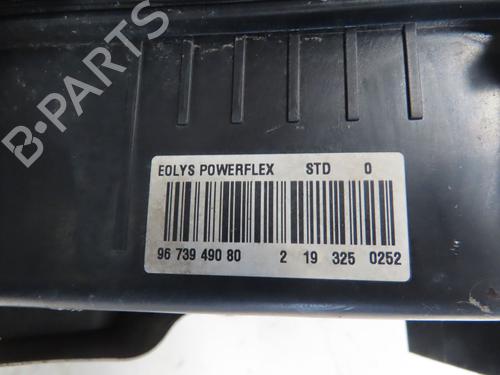 B-PARTS
EOLYS POWERFLEX STD 0
96 739 490 80 2 19 325 0252